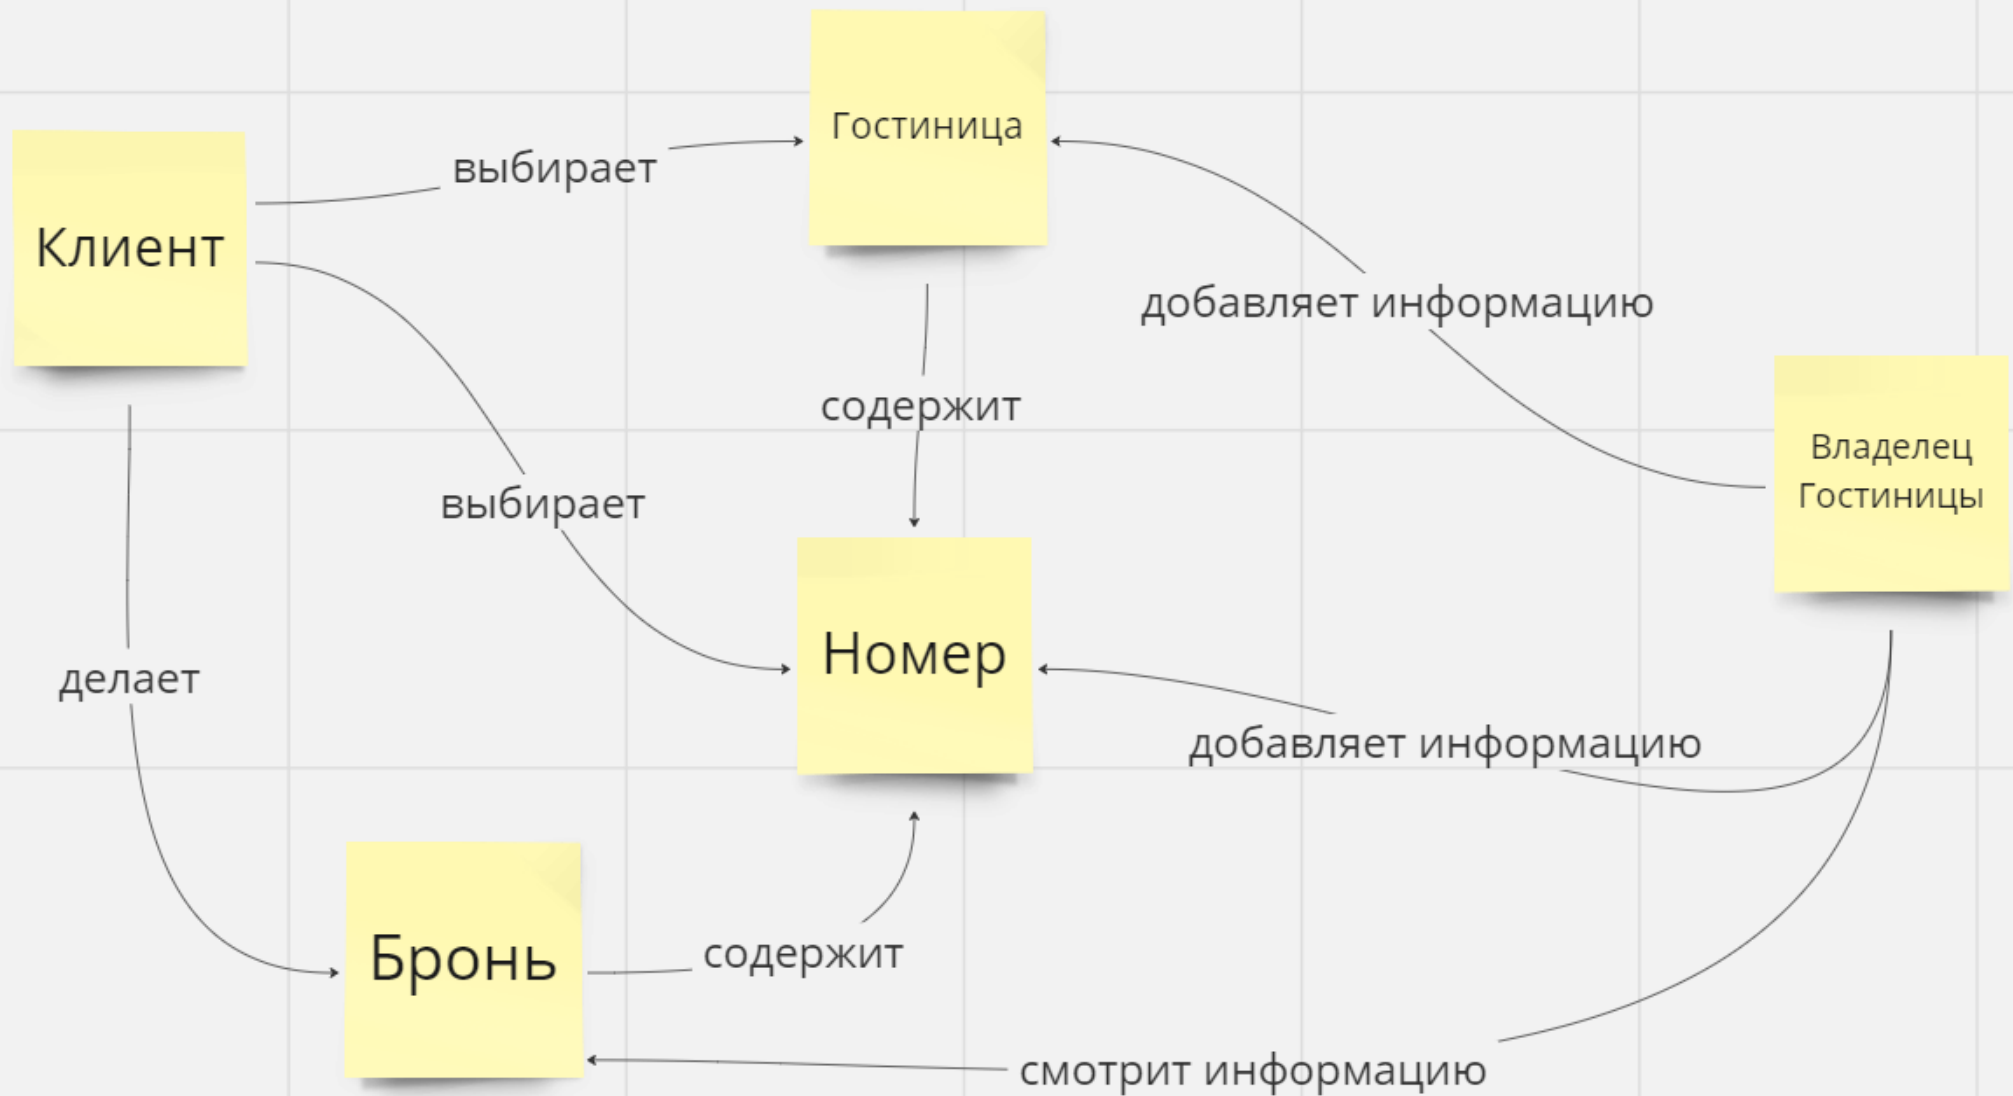 Гостиница
выбирает
Клиент
добавляет информацию
содержит
Владелец
Гостиницы
выбирает
Номер
делает
добавляет информацию
Бронь
содержит
смотрит информацию